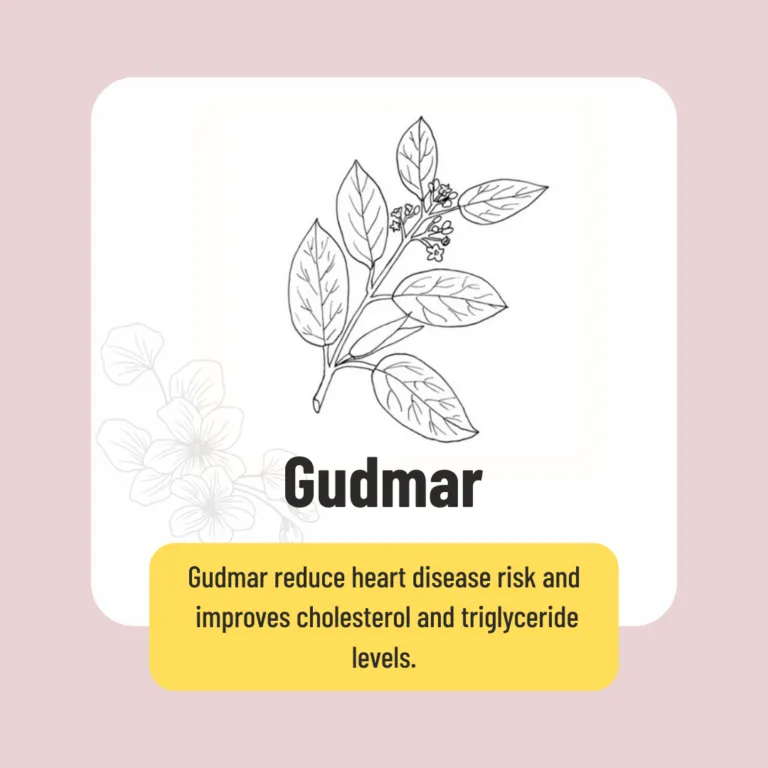 Gudmar
Gudmar reduce heart disease risk and
improves cholesterol and triglyceride
levels.